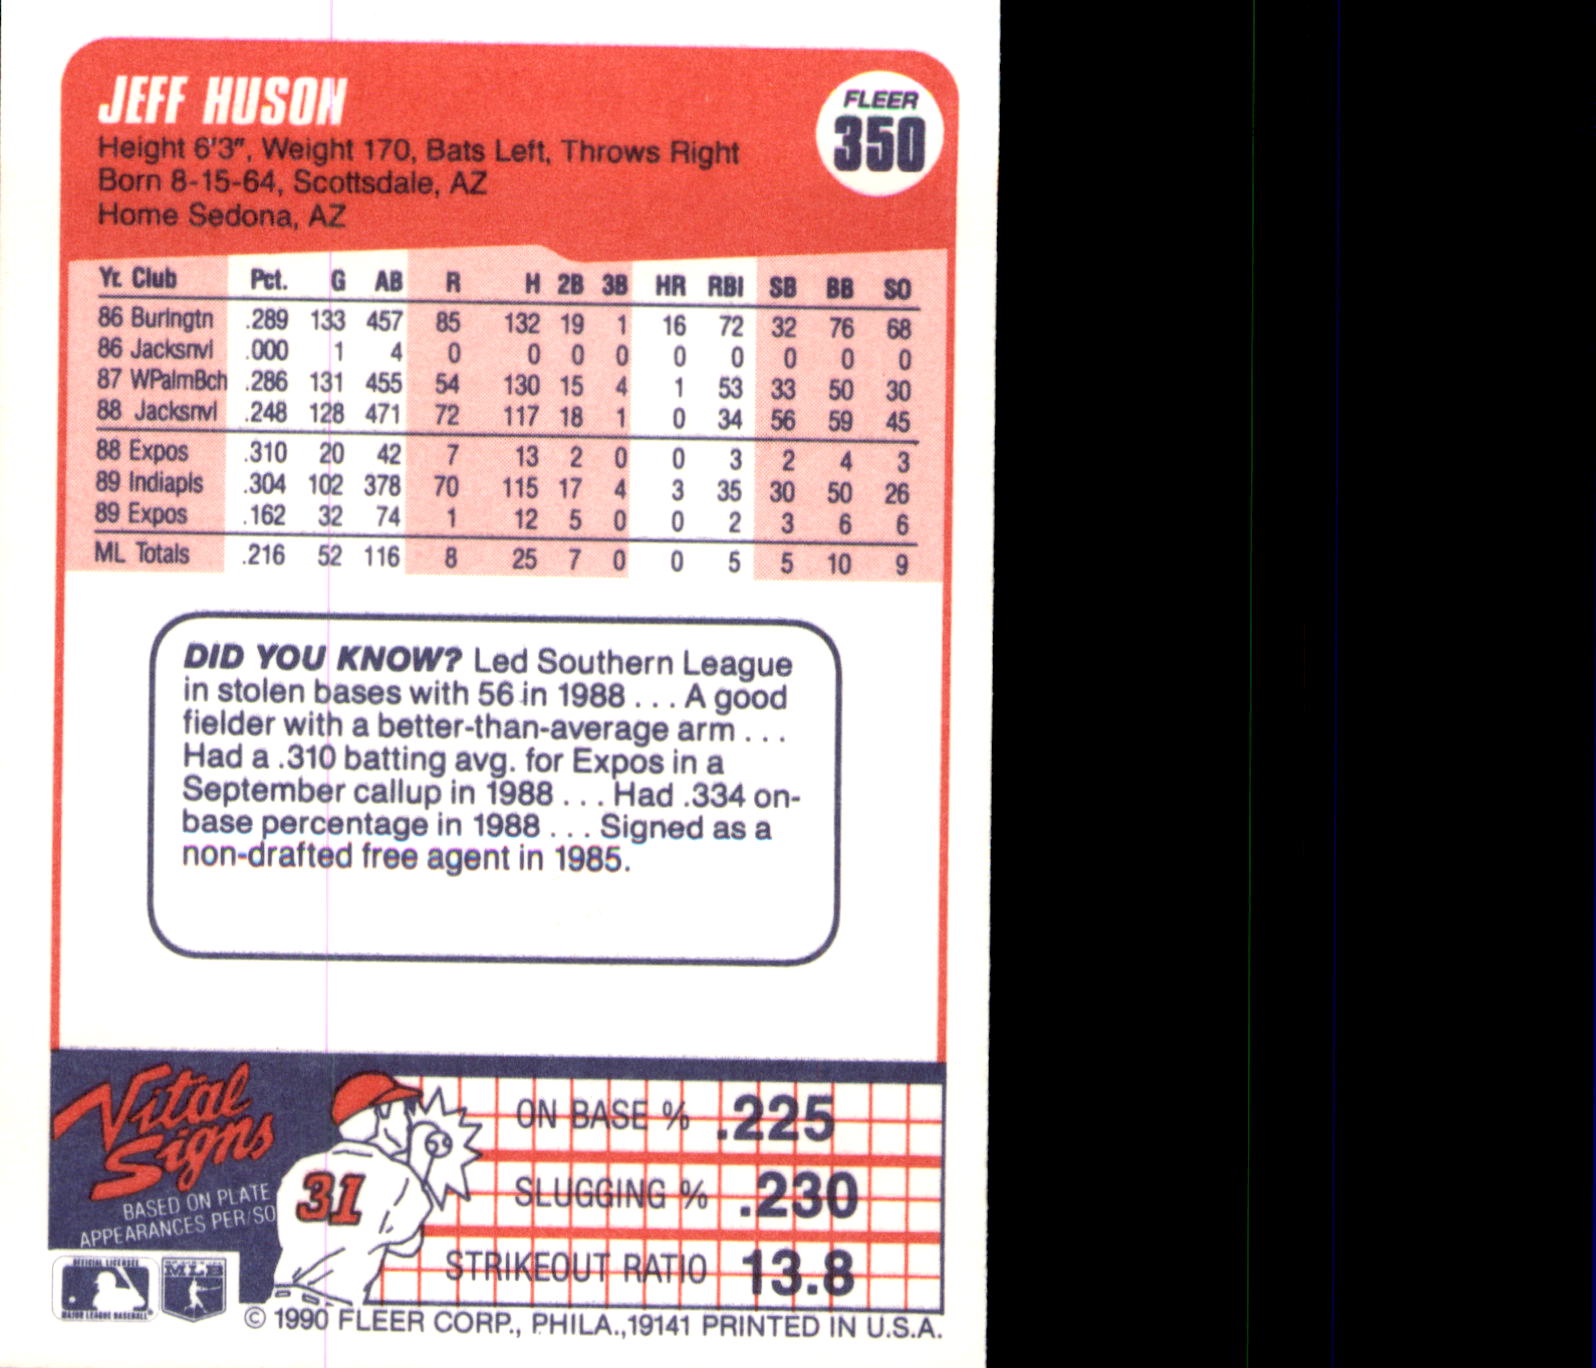 JEFF HUSON
FLEER
350
Height 6'3", Weight 170, Bats Left, Throws Right
Born 8-15-64, Scottsdale, AZ
Home Sedona, AZ
Yr. Club Pct. G AB R H 2B 3B HR RBI SB BB SO
86 Burlngtn .289 133 457 85 132 19 1 16 72 32 76 68
86 Jacksnvl .000 1 4 0 0 0 0 0 0 0 0 0
87 WPalmBch .286 131 455 54 130 15 4 1 53 33 50 30
88 Jacksnvl .248 128 471 72 117 18 1 0 34 56 59 45
88 Expos .310 20 42 7 13 2 0 0 3 2 4 3
89 Indiapls .304 102 378 70 115 17 4 3 35 30 50 26
89 Expos .162 32 74 1 12 5 0 0 2 3 6 6
ML Totals .216 52 116 8 25 7 0 0 5 5 10 9
DID YOU KNOW? Led Southern League
in stolen bases with 56 in 1988 . . . A good
fielder with a better-than-average arm . . .
Had a .310 batting avg. for Expos in a
September callup in 1988 . . . Had .334 on-
base percentage in 1988 . . . Signed as a
non-drafted free agent in 1985.
Vital
Signs
BASED ON PLATE
APPEARANCES PER/SO
31
ON BASE % .225
SLUGGING % .230
STRIKEOUT RATIO 13.8
OFFICIAL LICENSEE
MAJOR LEAGUE BASEBALL
MLB
© 1990 FLEER CORP., PHILA.,19141 PRINTED IN U.S.A.